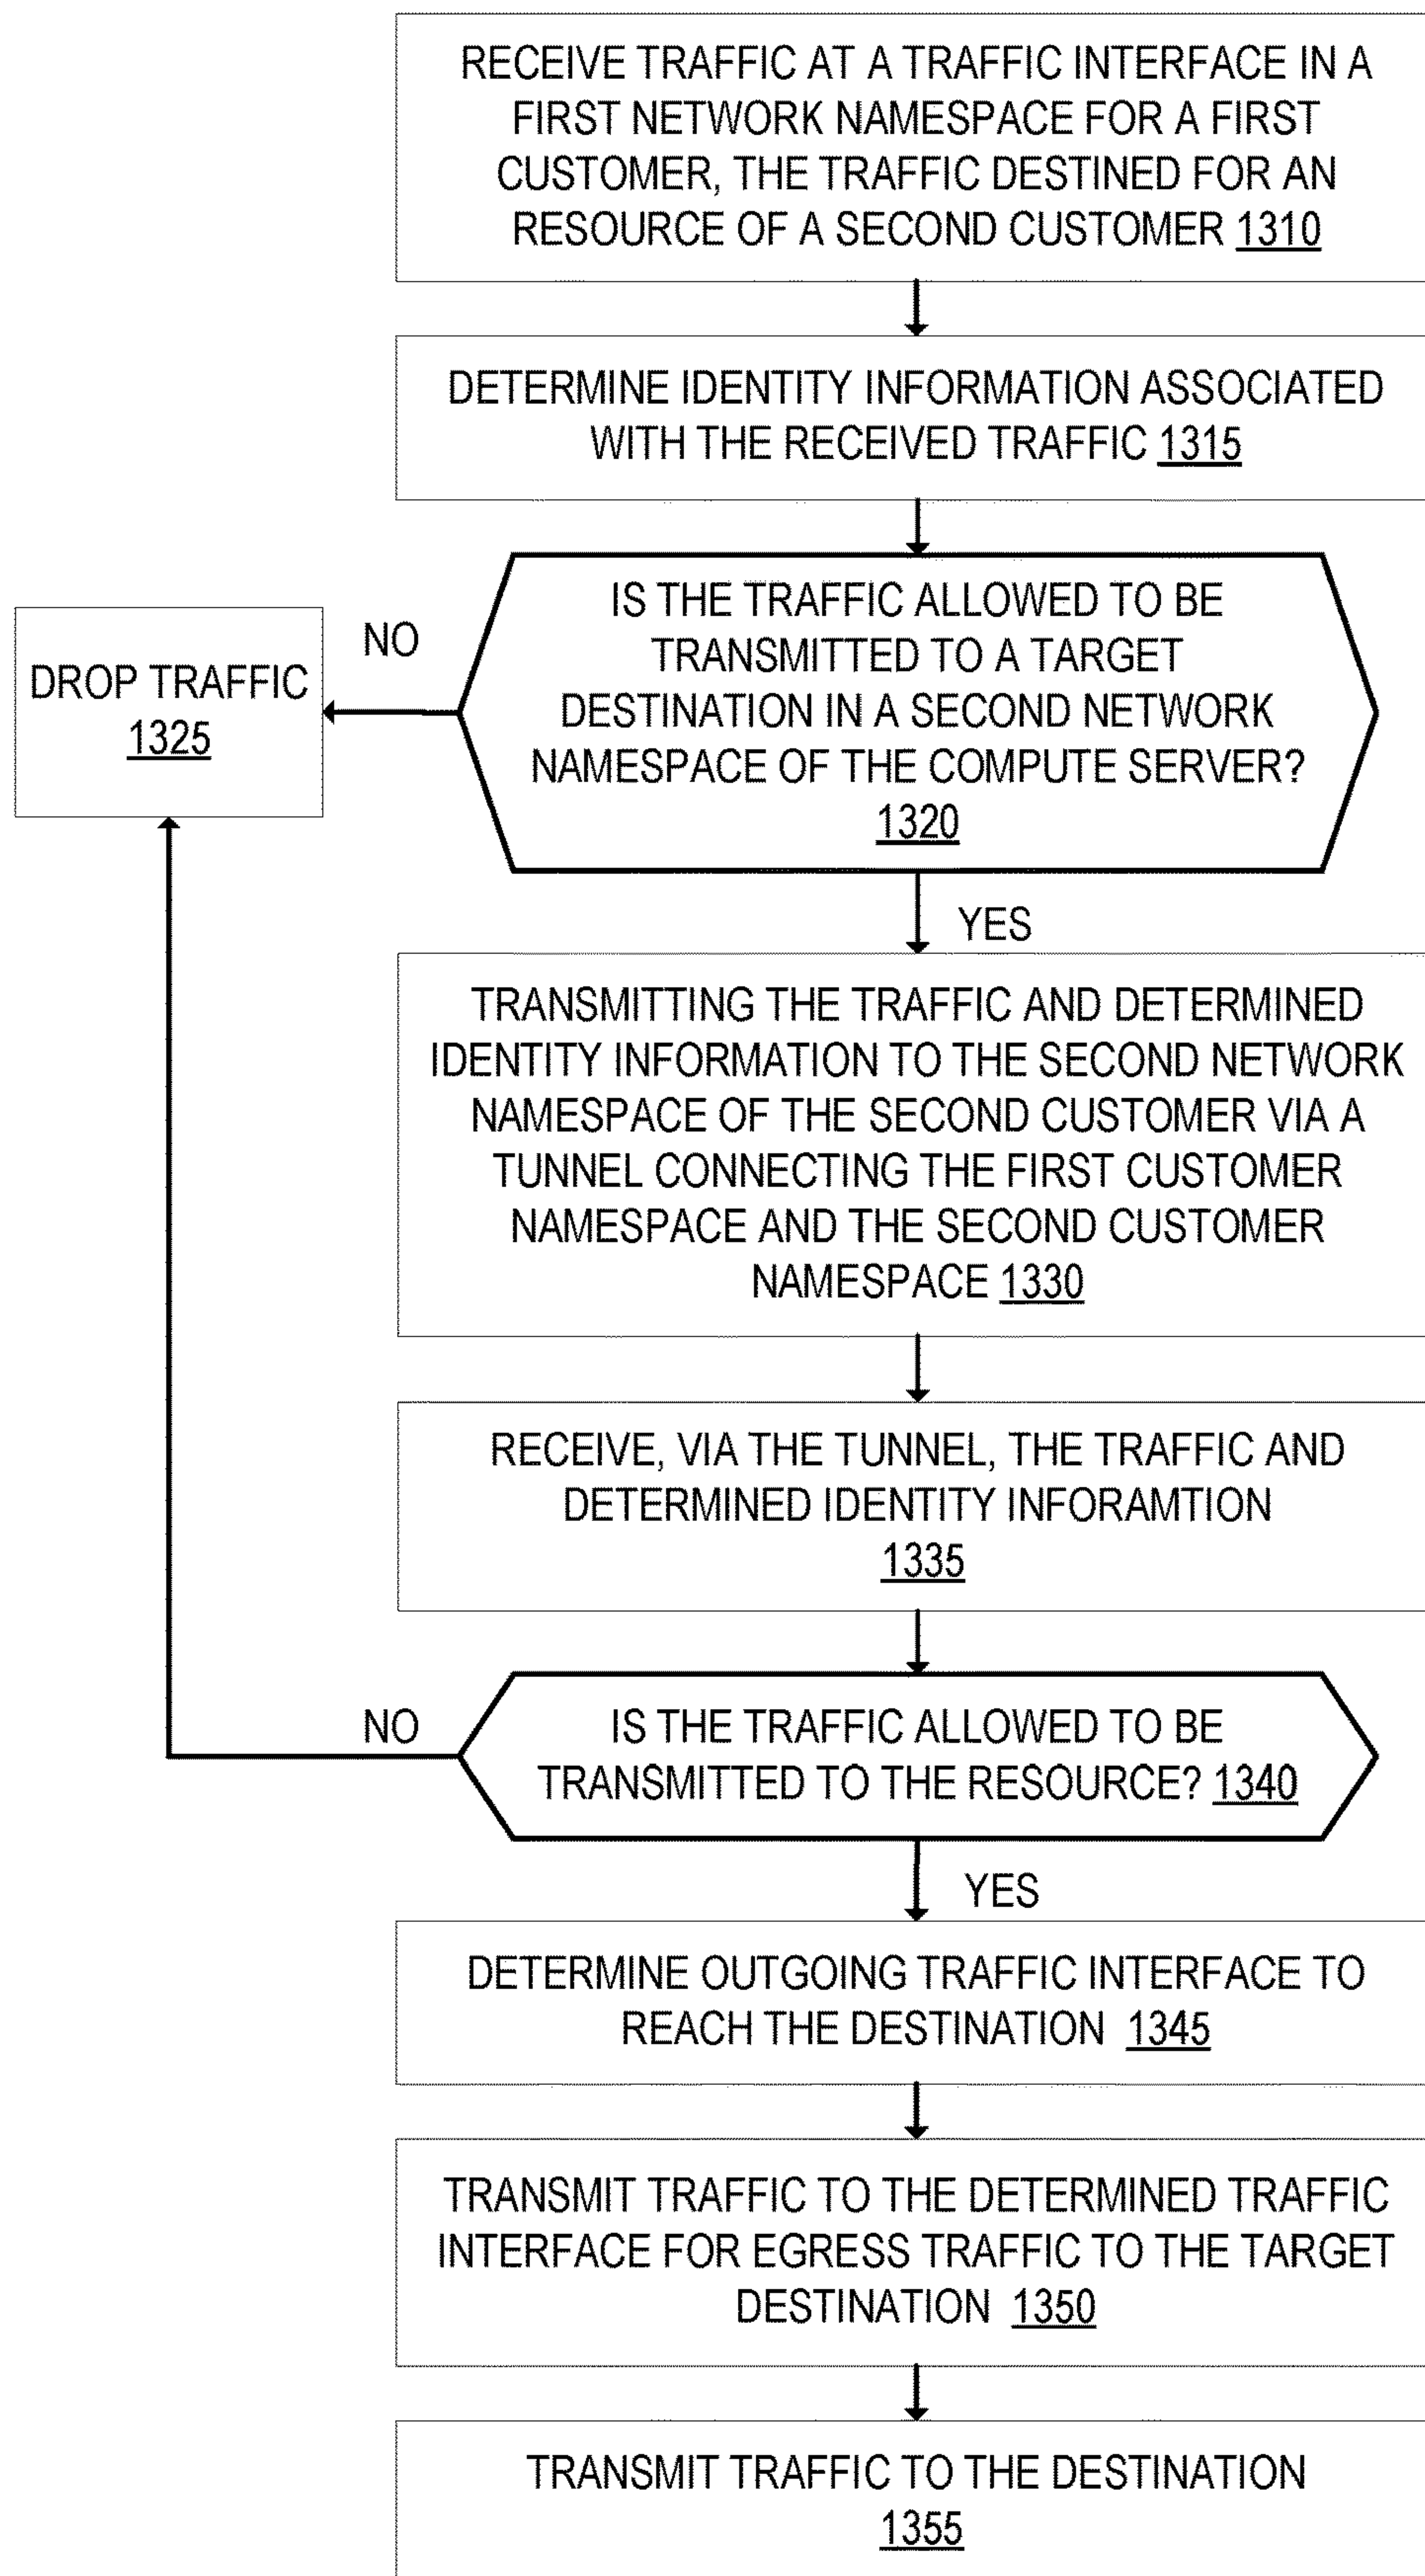 RECEIVE TRAFFIC AT A TRAFFIC INTERFACE IN A
FIRST NETWORK NAMESPACE FOR A FIRST
CUSTOMER, THE TRAFFIC DESTINED FOR AN
RESOURCE OF A SECOND CUSTOMER 1310
DETERMINE IDENTITY INFORMATION ASSOCIATED
WITH THE RECEIVED TRAFFIC 1315
IS THE TRAFFIC ALLOWED TO BE
TRANSMITTED TO A TARGET
DESTINATION IN A SECOND NETWORK
NAMESPACE OF THE COMPUTE SERVER?
1320
NO
DROP TRAFFIC
1325
YES
TRANSMITTING THE TRAFFIC AND DETERMINED
IDENTITY INFORMATION TO THE SECOND NETWORK
NAMESPACE OF THE SECOND CUSTOMER VIA A
TUNNEL CONNECTING THE FIRST CUSTOMER
NAMESPACE AND THE SECOND CUSTOMER
NAMESPACE 1330
RECEIVE, VIA THE TUNNEL, THE TRAFFIC AND
DETERMINED IDENTITY INFORAMTION
1335
NO
IS THE TRAFFIC ALLOWED TO BE
TRANSMITTED TO THE RESOURCE? 1340
YES
DETERMINE OUTGOING TRAFFIC INTERFACE TO
REACH THE DESTINATION 1345
TRANSMIT TRAFFIC TO THE DETERMINED TRAFFIC
INTERFACE FOR EGRESS TRAFFIC TO THE TARGET
DESTINATION 1350
TRANSMIT TRAFFIC TO THE DESTINATION
1355